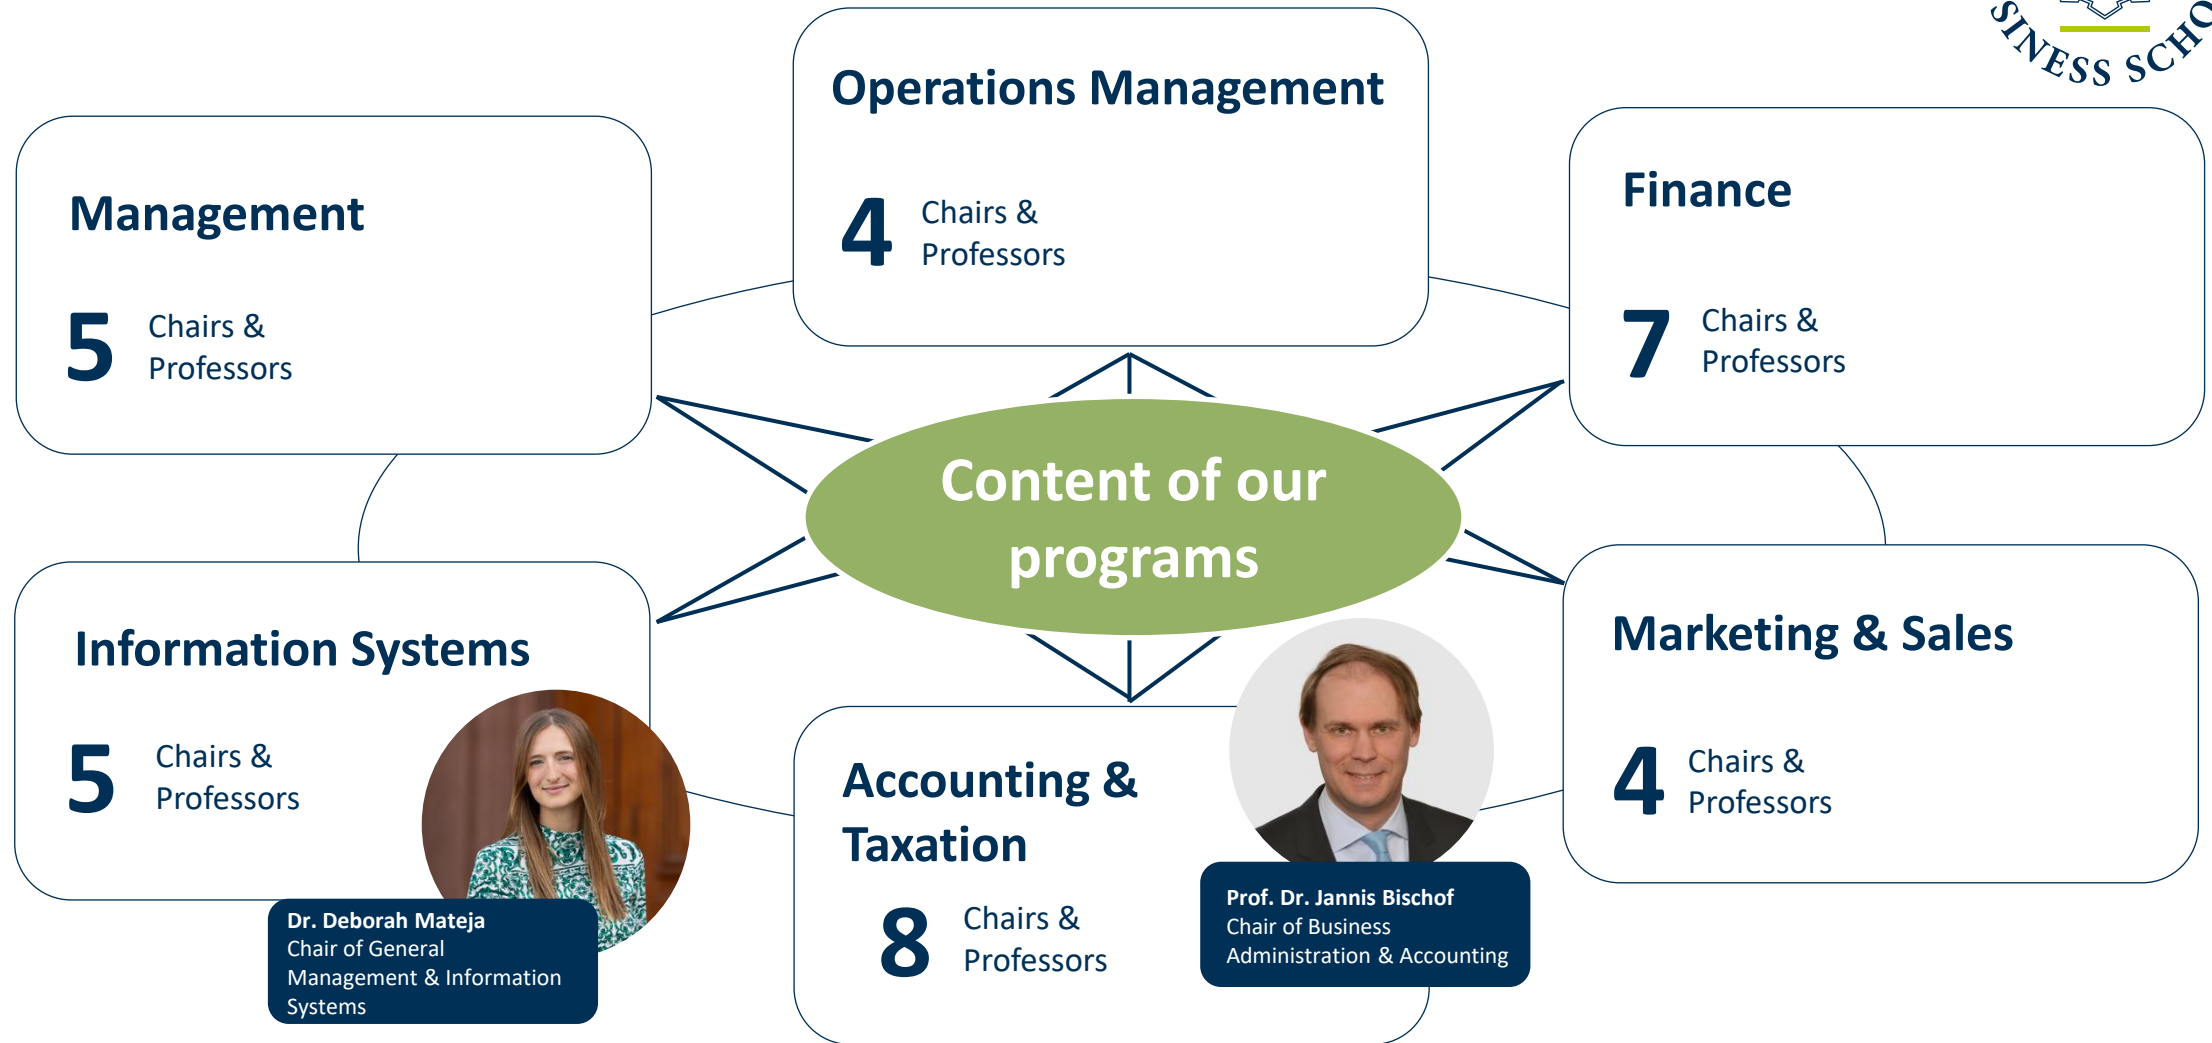 SINESS SCHO
Operations Management
4
Chairs &
Professors
Management
5
Chairs &
Professors
Finance
7
Chairs &
Professors
Content of our
programs
Information Systems
5
Chairs &
Professors
Dr. Deborah Mateja
Chair of General
Management & Information
Systems
Accounting &
Taxation
8
Chairs &
Professors
Prof. Dr. Jannis Bischof
Chair of Business
Administration & Accounting
Marketing & Sales
4
Chairs &
Professors